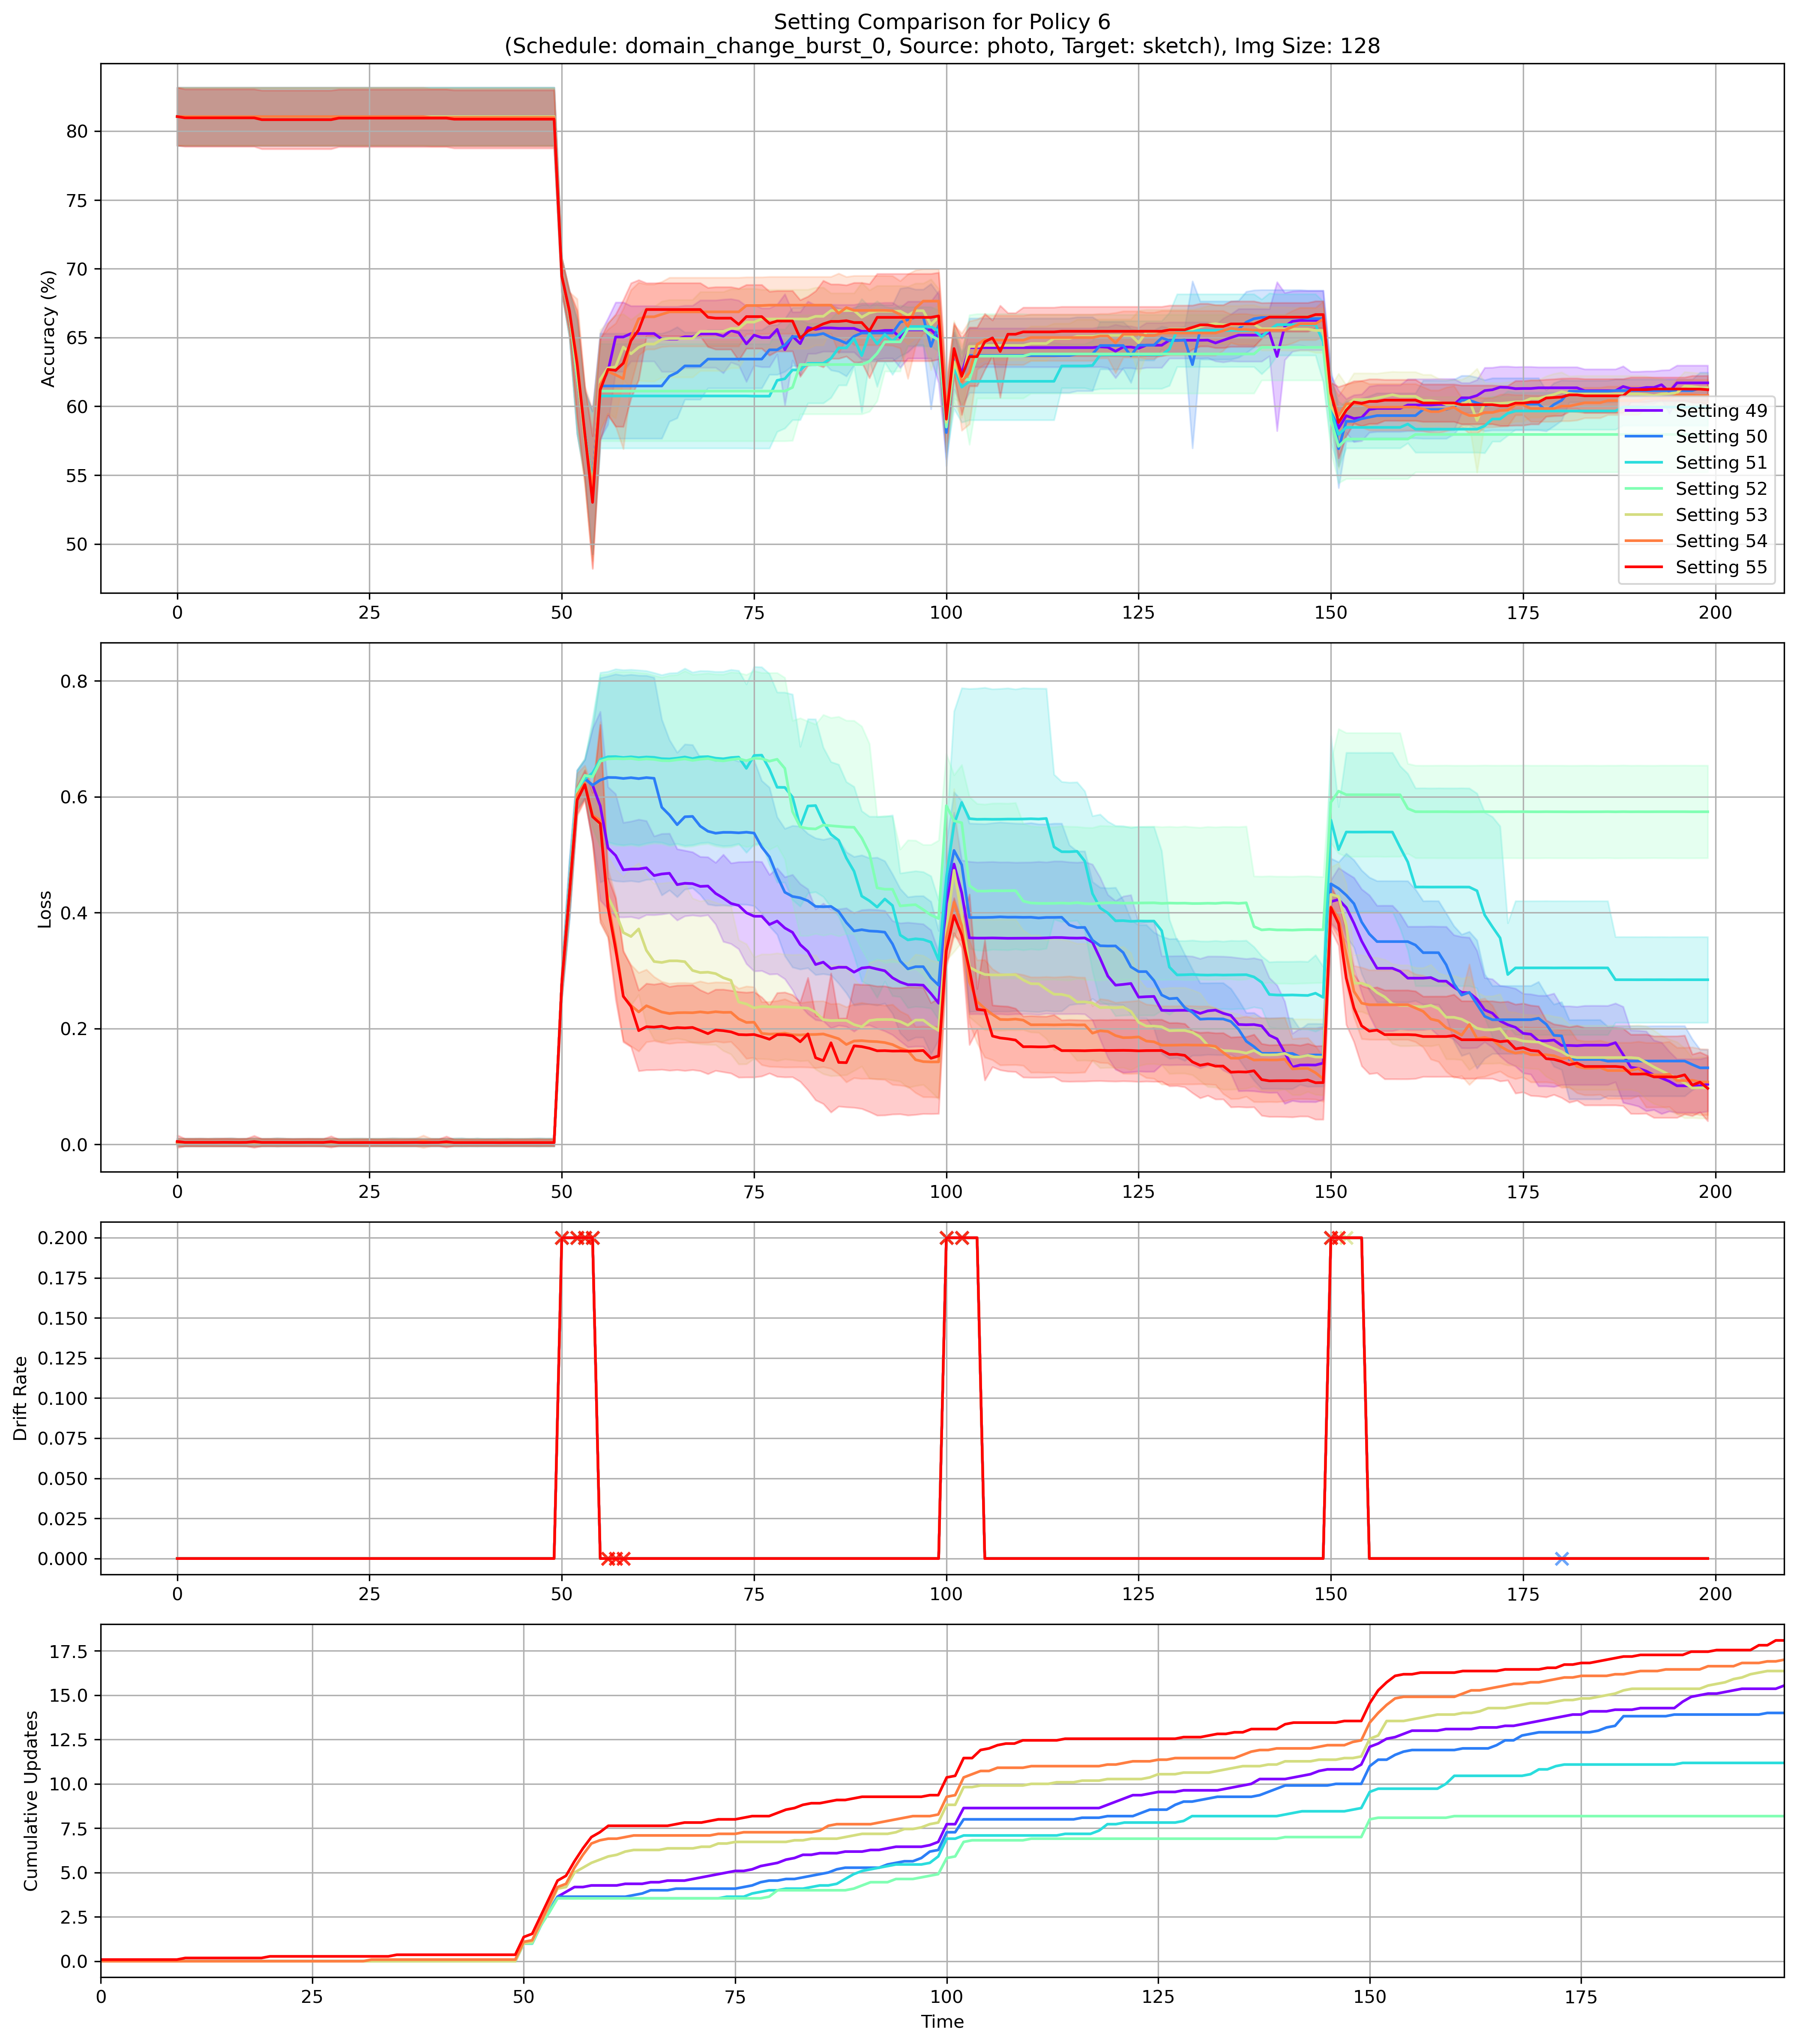 Setting Comparison for Policy 6
(Schedule: domain_change_burst_0, Source: photo, Target: sketch), Img Size: 128
Accuracy (%)
80
75
70
65
60
55
50
0 25 50 75 100 125 150 175 200
Setting 49
Setting 50
Setting 51
Setting 52
Setting 53
Setting 54
Setting 55
Loss
0.8
0.6
0.4
0.2
0.0
0 25 50 75 100 125 150 175 200
Drift Rate
0.200
0.175
0.150
0.125
0.100
0.075
0.050
0.025
0.000
0 25 50 75 100 125 150 175 200
Cumulative Updates
17.5
15.0
12.5
10.0
7.5
5.0
2.5
0.0
0 25 50 75 100 125 150 175
Time